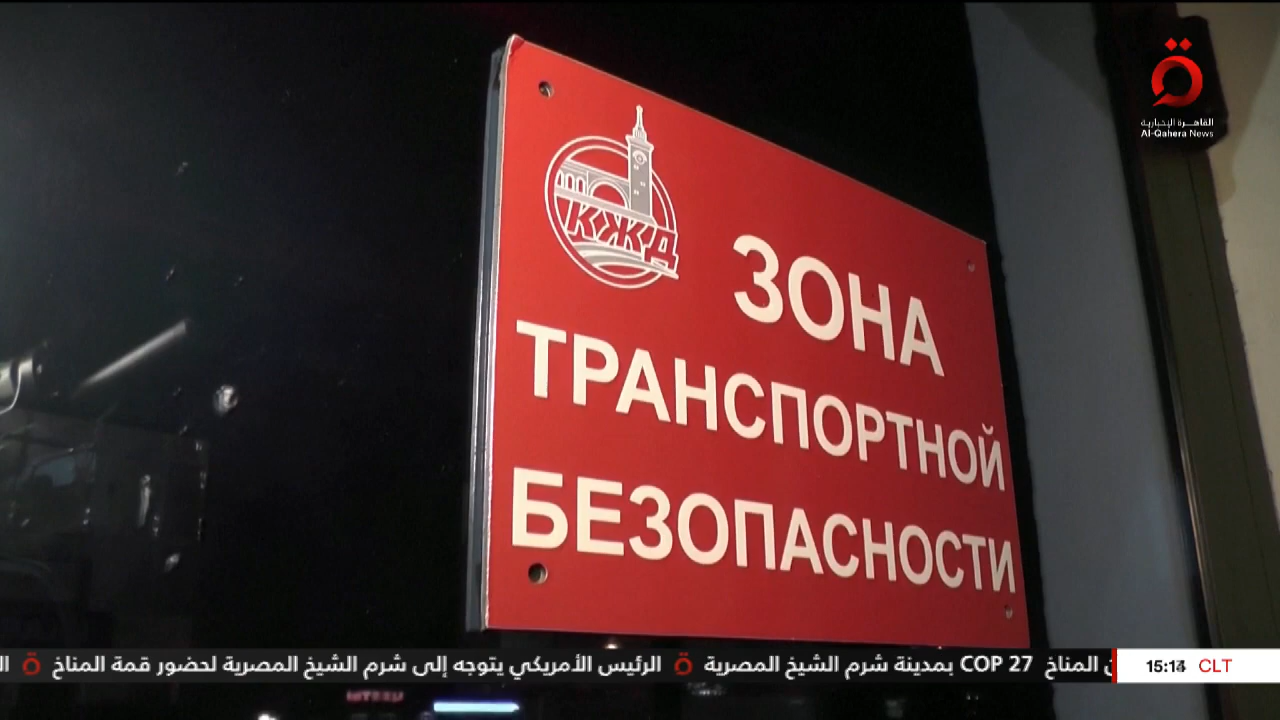 القاهرة الإخبارية
Al-Qahera News
КЖД
ЗОНА
ТРАНСПОРТНОЙ
БЕЗОПАСНОСТИ
المناخ COP 27 بمدينة شرم الشيخ المصرية الرئيس الأمريكي يتوجه إلى شرم الشيخ المصرية لحضور قمة المناخ
15:14 CLT